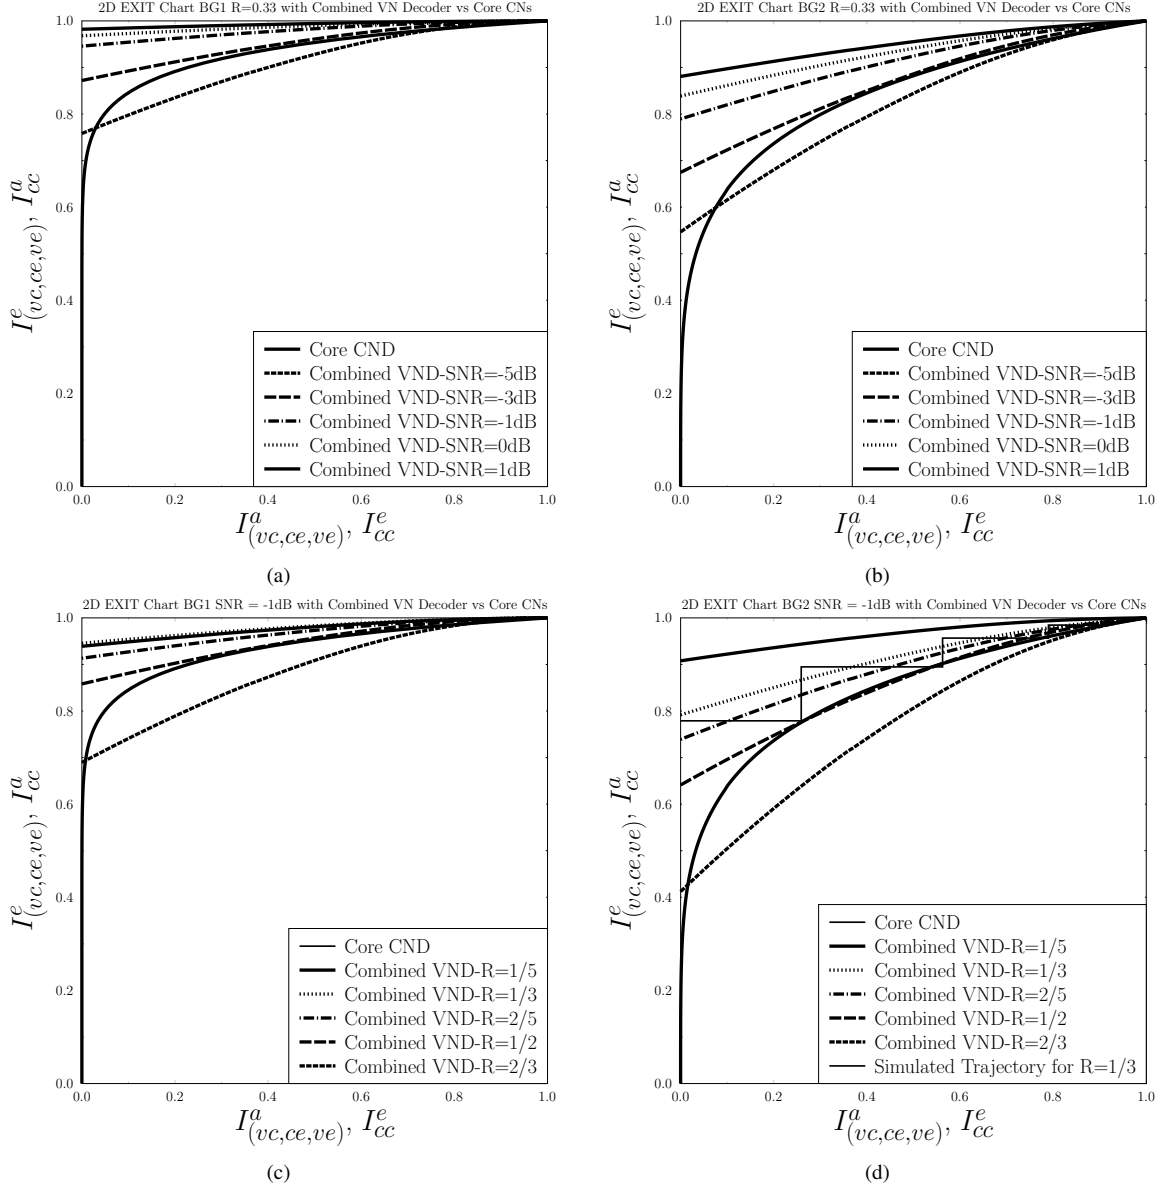 2D EXIT Chart BG1 R=0.33 with Combined VN Decoder vs Core CNs
1.0
0.8
0.6
0.4
0.2
0.0
0.0 0.2 0.4 0.6 0.8 1.0
I^e_(vc,ce,ve), I^a_cc
I^a_(vc,ce,ve), I^e_cc
Core CND
Combined VND-SNR=-5dB
Combined VND-SNR=-3dB
Combined VND-SNR=-1dB
Combined VND-SNR=0dB
Combined VND-SNR=1dB
(a)
2D EXIT Chart BG2 R=0.33 with Combined VN Decoder vs Core CNs
1.0
0.8
0.6
0.4
0.2
0.0
0.0 0.2 0.4 0.6 0.8 1.0
I^e_(vc,ce,ve), I^a_cc
I^a_(vc,ce,ve), I^e_cc
Core CND
Combined VND-SNR=-5dB
Combined VND-SNR=-3dB
Combined VND-SNR=-1dB
Combined VND-SNR=0dB
Combined VND-SNR=1dB
(b)
2D EXIT Chart BG1 SNR = -1dB with Combined VN Decoder vs Core CNs
1.0
0.8
0.6
0.4
0.2
0.0
0.0 0.2 0.4 0.6 0.8 1.0
I^e_(vc,ce,ve), I^a_cc
I^a_(vc,ce,ve), I^e_cc
Core CND
Combined VND-R=1/5
Combined VND-R=1/3
Combined VND-R=2/5
Combined VND-R=1/2
Combined VND-R=2/3
(c)
2D EXIT Chart BG2 SNR = -1dB with Combined VN Decoder vs Core CNs
1.0
0.8
0.6
0.4
0.2
0.0
0.0 0.2 0.4 0.6 0.8 1.0
I^e_(vc,ce,ve), I^a_cc
I^a_(vc,ce,ve), I^e_cc
Core CND
Combined VND-R=1/5
Combined VND-R=1/3
Combined VND-R=2/5
Combined VND-R=1/2
Combined VND-R=2/3
Simulated Trajectory for R=1/3
(d)